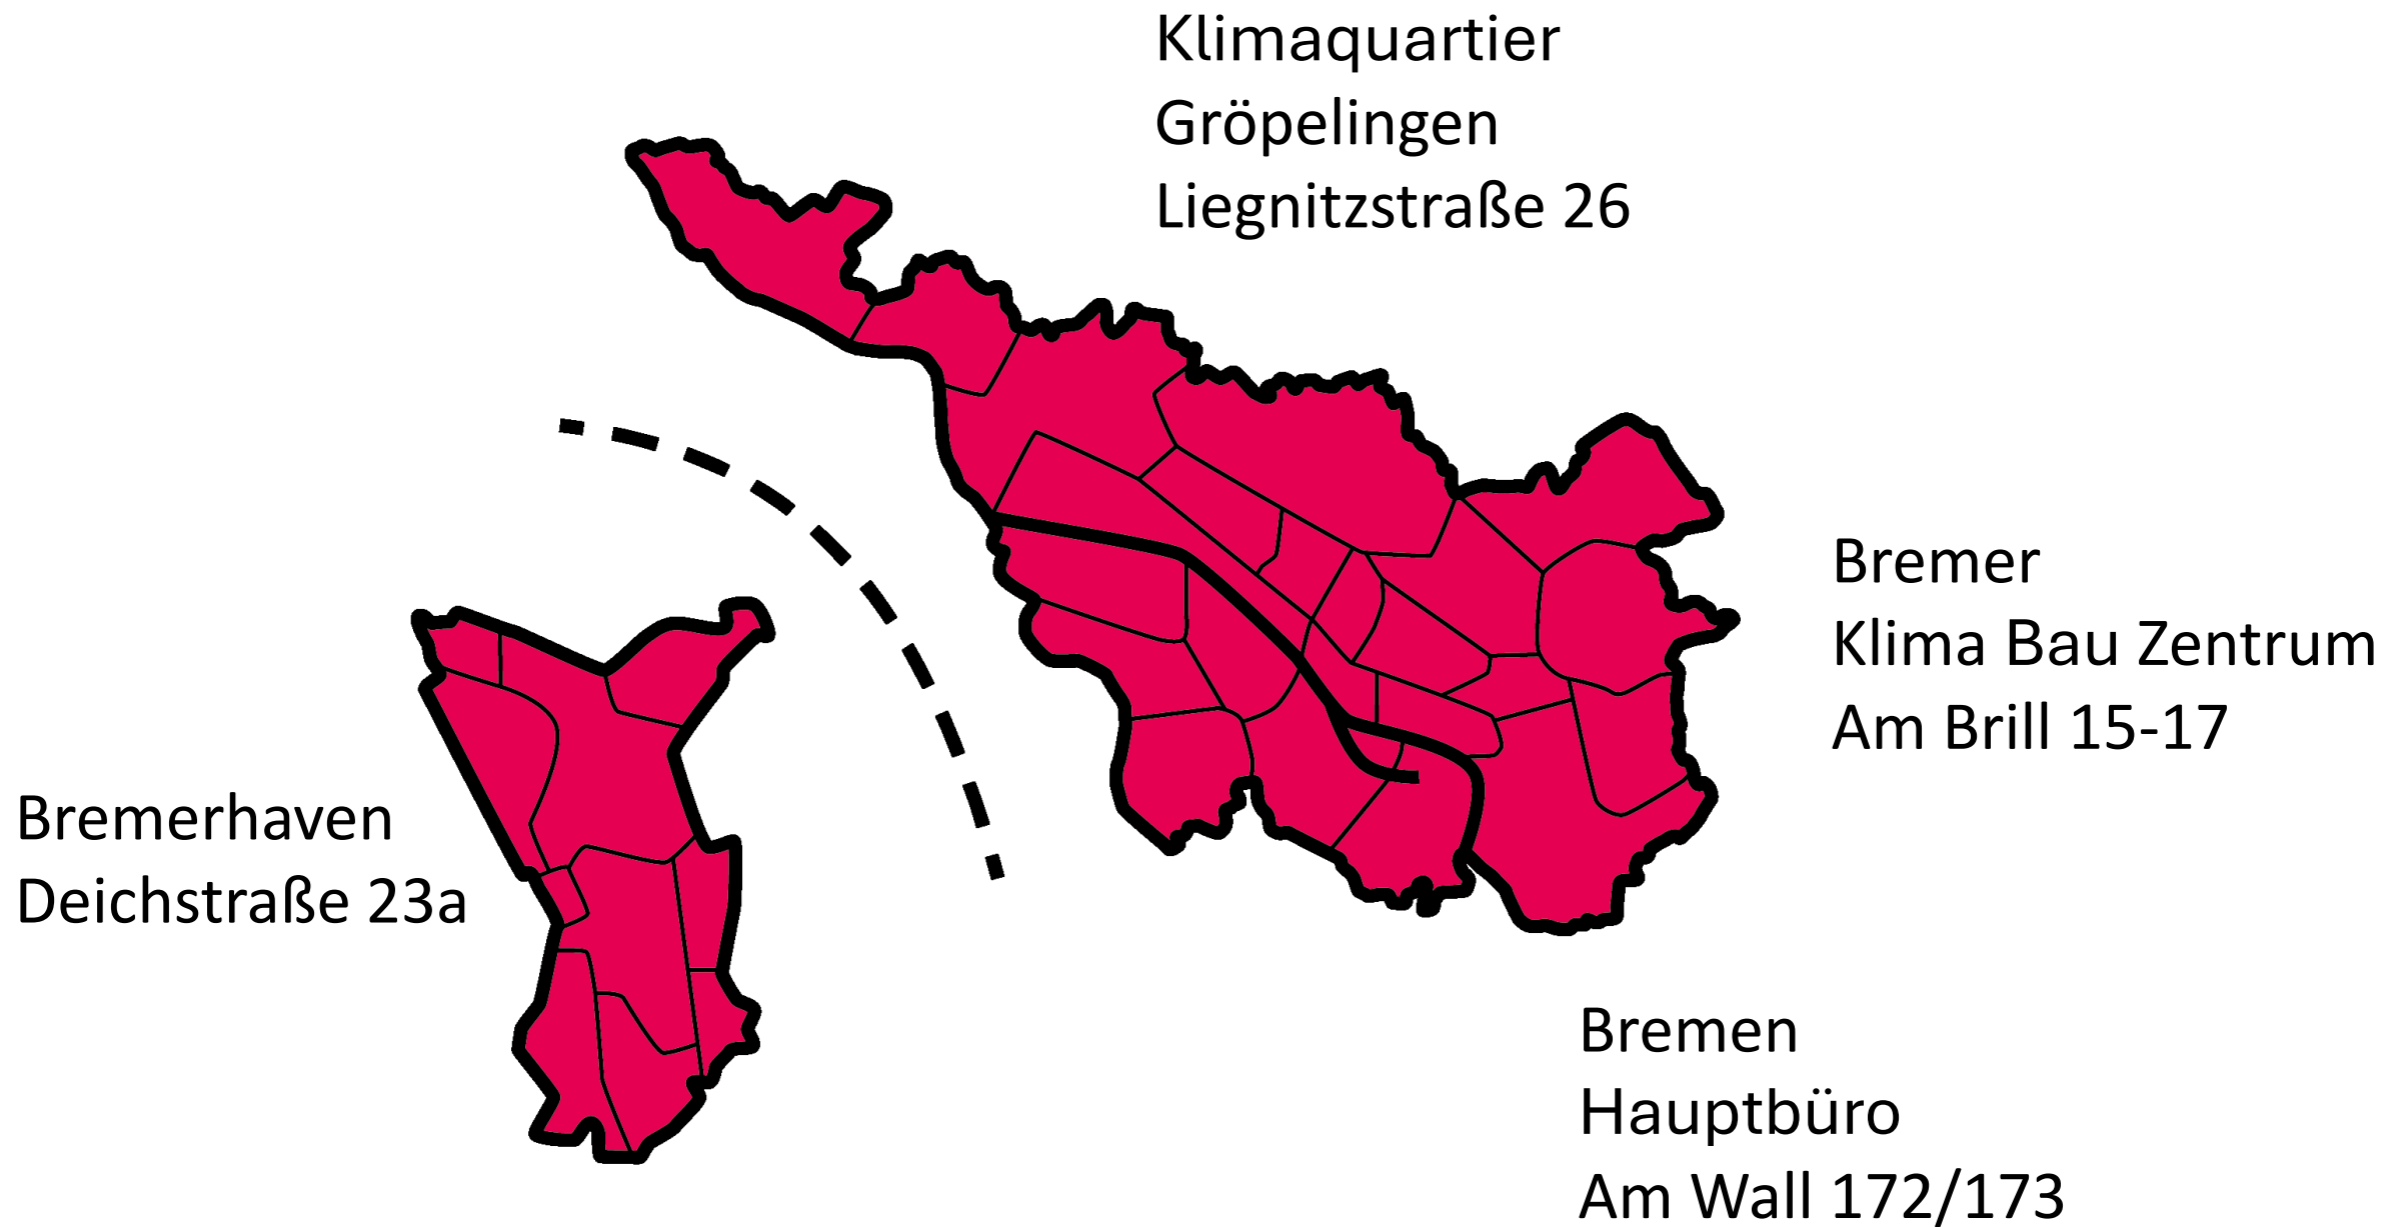 Klimaquartier
Gröpelingen
Liegnitzstraße 26
Bremer
Klima Bau Zentrum
Am Brill 15-17
Bremerhaven
Deichstraße 23a
Bremen
Hauptbüro
Am Wall 172/173